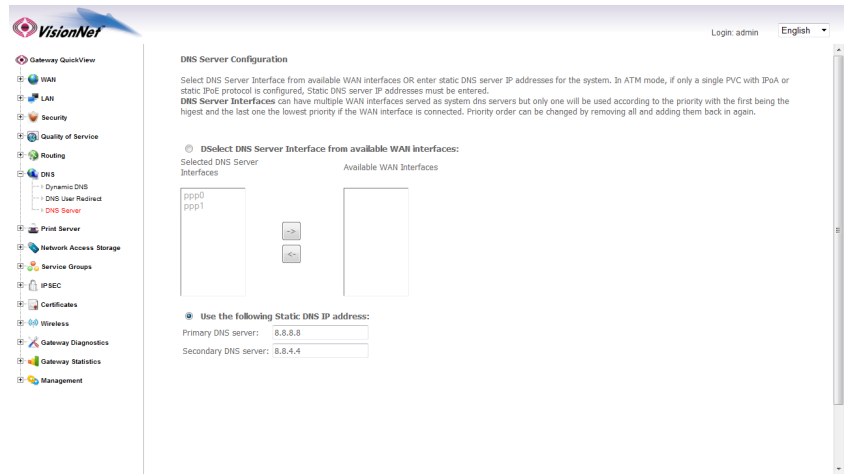 VisionNet
Login: admin
English
Gateway QuickView
WAN
LAN
Security
Quality of Service
Routing
DNS
Dynamic DNS
DNS User Redirect
DNS Server
Print Server
Network Access Storage
Service Groups
IPSEC
Certificates
Wireless
Gateway Diagnostics
Gateway Statistics
Management
DNS Server Configuration
Select DNS Server Interface from available WAN interfaces OR enter static DNS server IP addresses for the system. In ATM mode, if only a single PVC with IPoA or
static IPoE protocol is configured, Static DNS server IP addresses must be entered.
DNS Server Interfaces can have multiple WAN interfaces served as system dns servers but only one will be used according to the priority with the first being the
higest and the last one the lowest priority if the WAN interface is connected. Priority order can be changed by removing all and adding them back in again.
DSelect DNS Server Interface from available WAN interfaces:
Selected DNS Server
Interfaces
Available WAN Interfaces
ppp0
ppp1
->
<-
Use the following Static DNS IP address:
Primary DNS server: 8.8.8.8
Secondary DNS server: 8.8.4.4